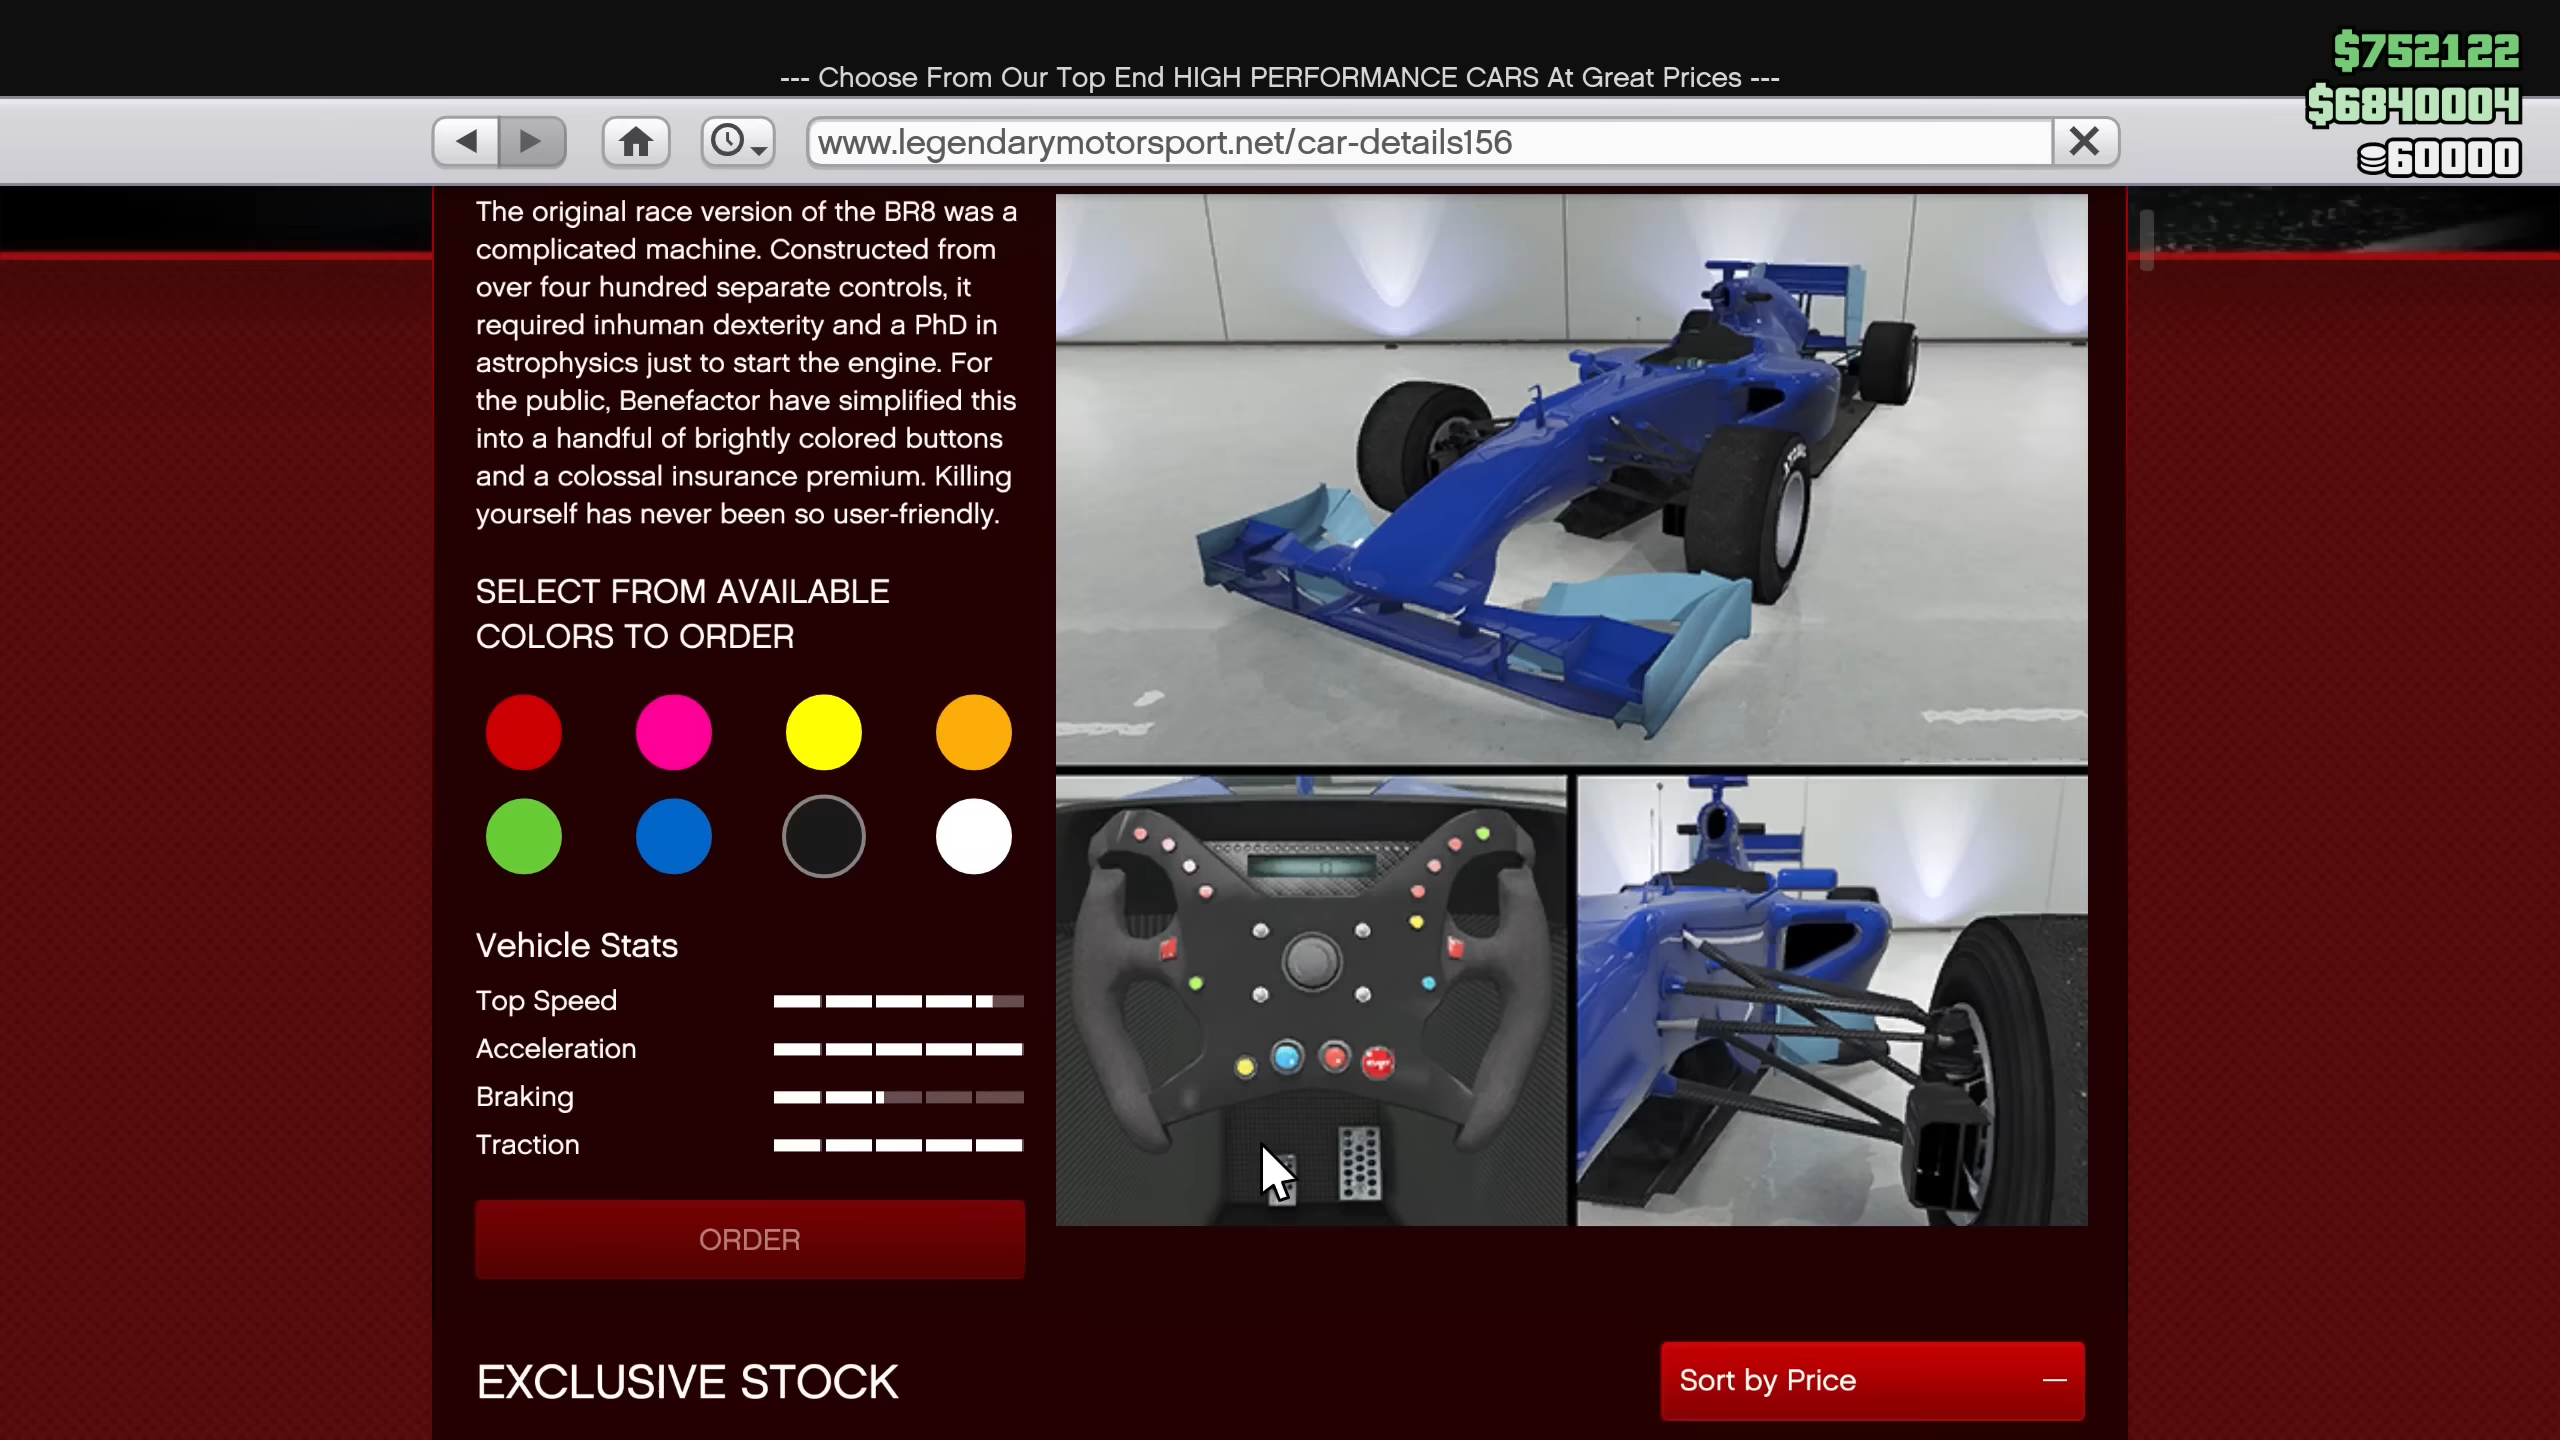 $752122
--- Choose From Our Top End HIGH PERFORMANCE CARS At Great Prices ---
$6840004
www.legendarymotorsport.net/car-details156
60000
The original race version of the BR8 was a
complicated machine. Constructed from
over four hundred separate controls, it
required inhuman dexterity and a PhD in
astrophysics just to start the engine. For
the public, Benefactor have simplified this
into a handful of brightly colored buttons
and a colossal insurance premium. Killing
yourself has never been so user-friendly.
SELECT FROM AVAILABLE
COLORS TO ORDER
Vehicle Stats
Top Speed
Acceleration
Braking
Traction
ORDER
EXCLUSIVE STOCK
Sort by Price